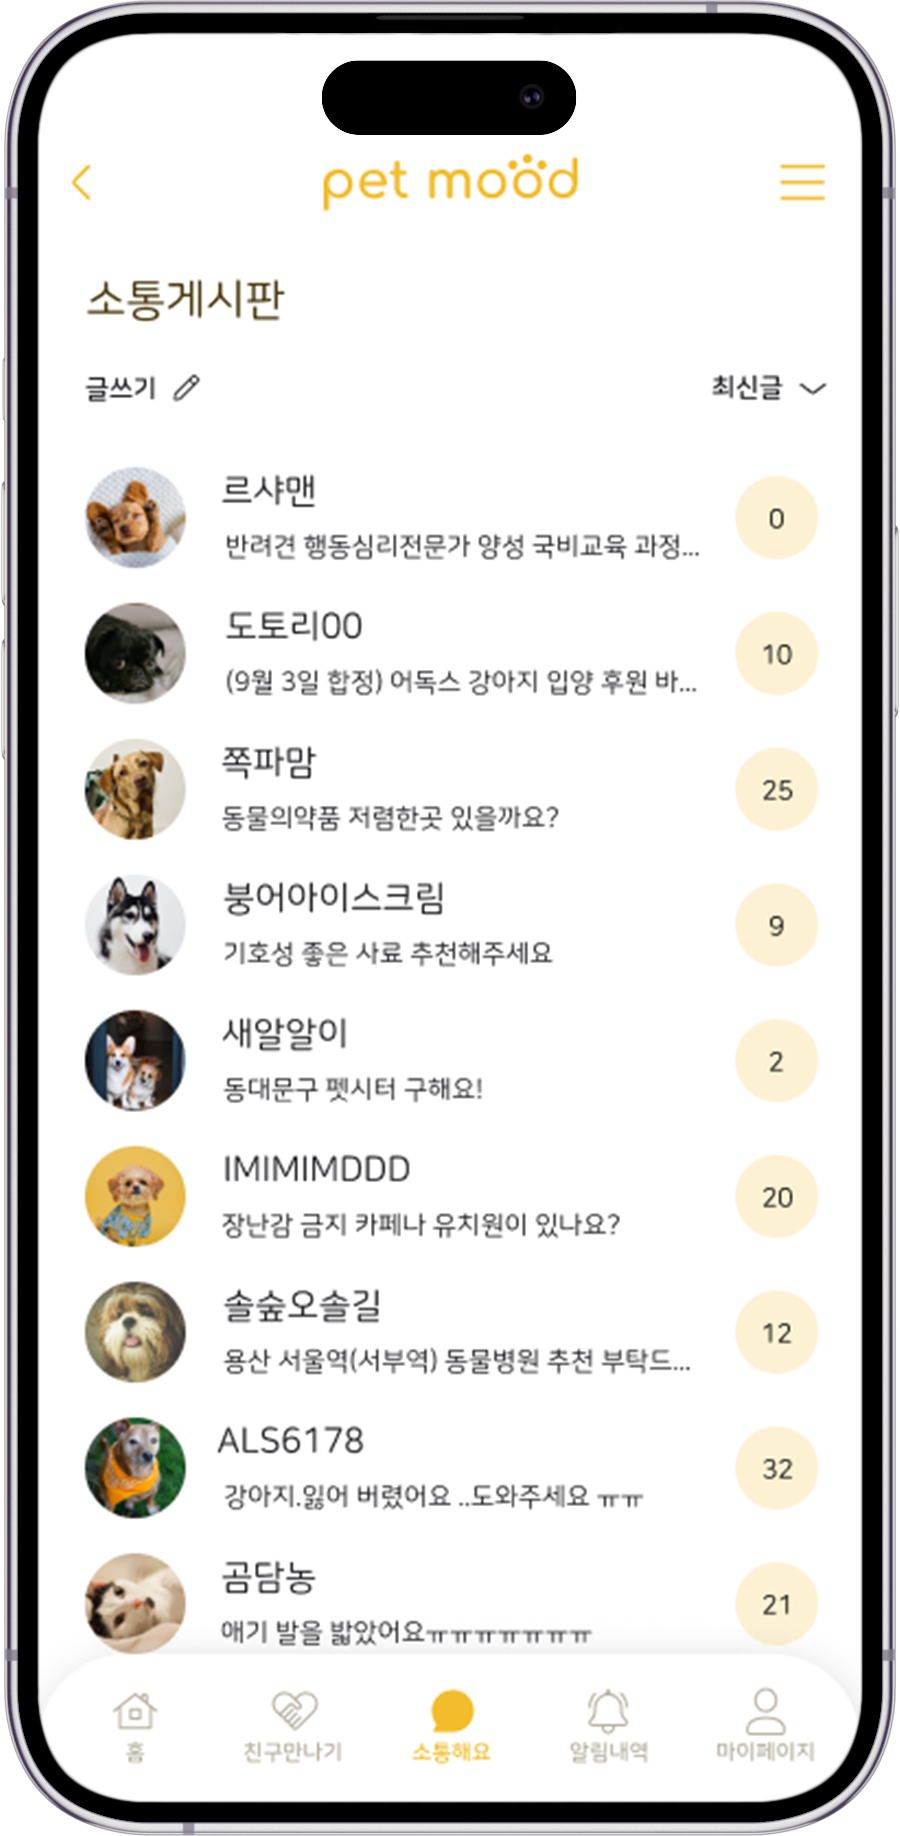 pet mood
소통게시판
글쓰기 최신글
르샤맨
반려견 행동심리전문가 양성 국비교육 과정...
0
도토리00
(9월 3일 합정) 어독스 강아지 입양 후원 바...
10
쪽파맘
동물의약품 저렴한곳 있을까요?
25
붕어아이스크림
기호성 좋은 사료 추천해주세요
9
새알알이
동대문구 펫시터 구해요!
2
IMIMIMDDD
장난감 금지 카페나 유치원이 있나요?
20
솔숲오솔길
용산 서울역(서부역) 동물병원 추천 부탁드...
12
ALS6178
강아지.잃어 버렸어요 ..도와주세요 ㅠㅠ
32
곰담농
애기 발을 밟았어요ㅠㅠㅠㅠㅠㅠㅠ
21
홈 친구만나기 소통해요 알림내역 마이페이지